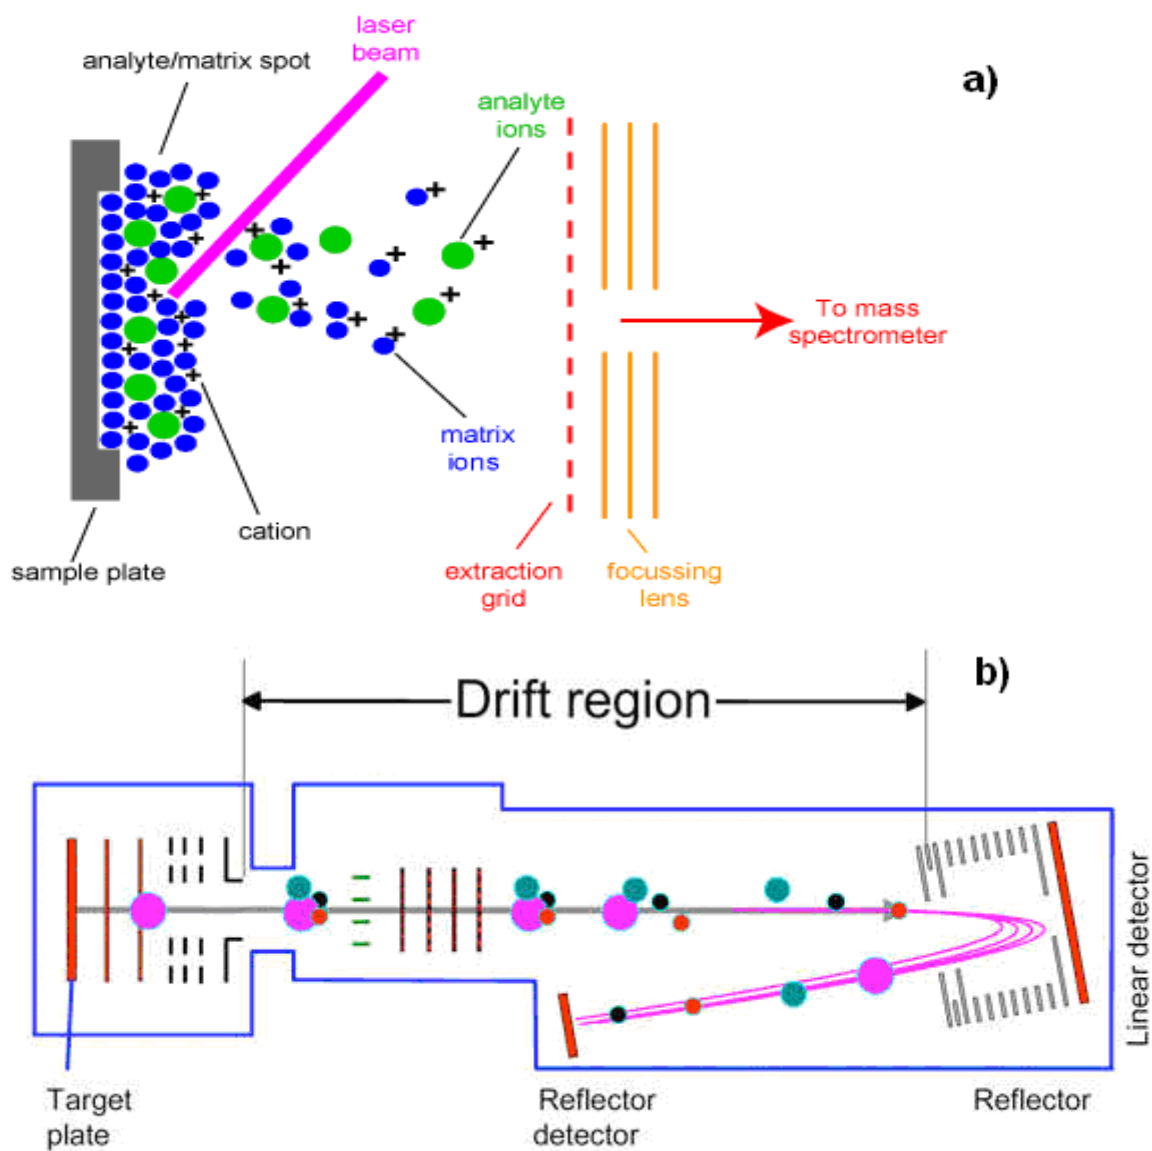 laser
beam
analyte/matrix spot
a)
analyte
ions
To mass
spectrometer
matrix
ions
cation
sample plate
extraction
grid
focussing
lens
b)
Drift region
Linear detector
Target
plate
Reflector
detector
Reflector